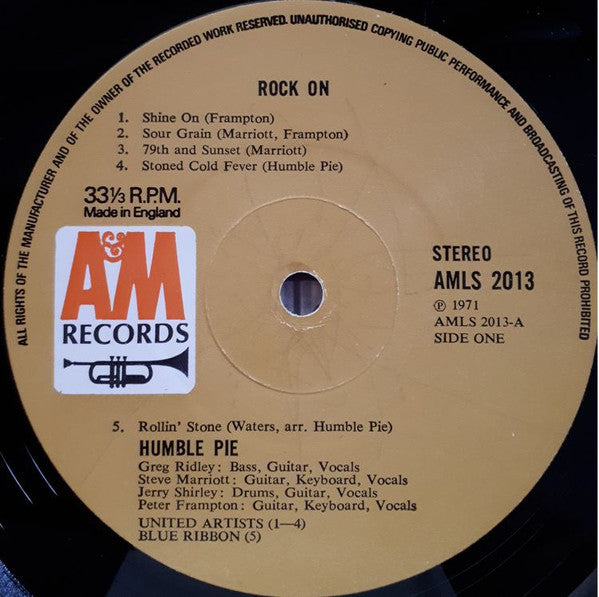 ALL RIGHTS OF THE MANUFACTURER AND OF THE OWNER OF THE RECORDED WORK RESERVED. UNAUTHORISED COPYING PUBLIC PERFORMANCE AND BROADCASTING OF THIS RECORD PROHIBITED
ROCK ON
1. Shine On (Frampton)
2. Sour Grain (Marriott, Frampton)
3. 79th and Sunset (Marriott)
4. Stoned Cold Fever (Humble Pie)
33⅓ R.P.M.
Made in England
A&M
RECORDS
STEREO
AMLS 2013
℗ 1971
AMLS 2013-A
SIDE ONE
5. Rollin' Stone (Waters, arr. Humble Pie)
HUMBLE PIE
Greg Ridley: Bass, Guitar, Vocals
Steve Marriott: Guitar, Keyboard, Vocals
Jerry Shirley: Drums, Guitar, Vocals
Peter Frampton: Guitar, Keyboard, Vocals
UNITED ARTISTS (1—4)
BLUE RIBBON (5)